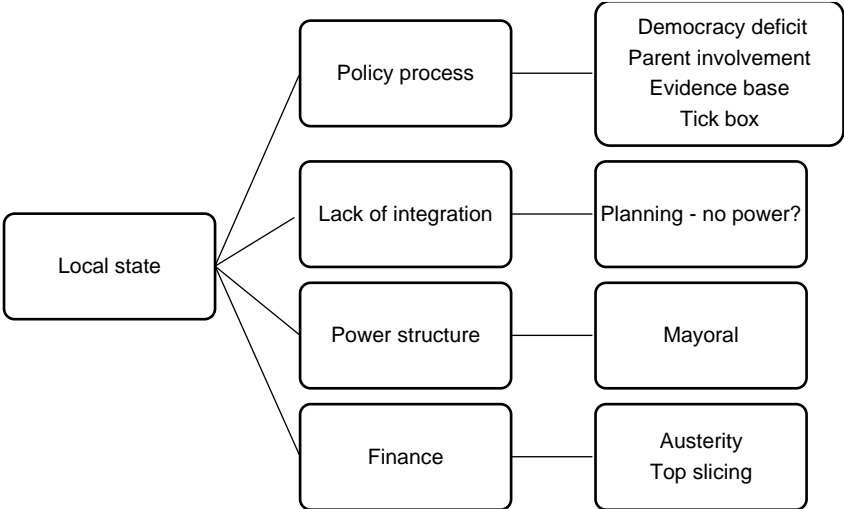 Local state
Policy process
Democracy deficit
Parent involvement
Evidence base
Tick box
Lack of integration
Planning - no power?
Power structure
Mayoral
Finance
Austerity
Top slicing